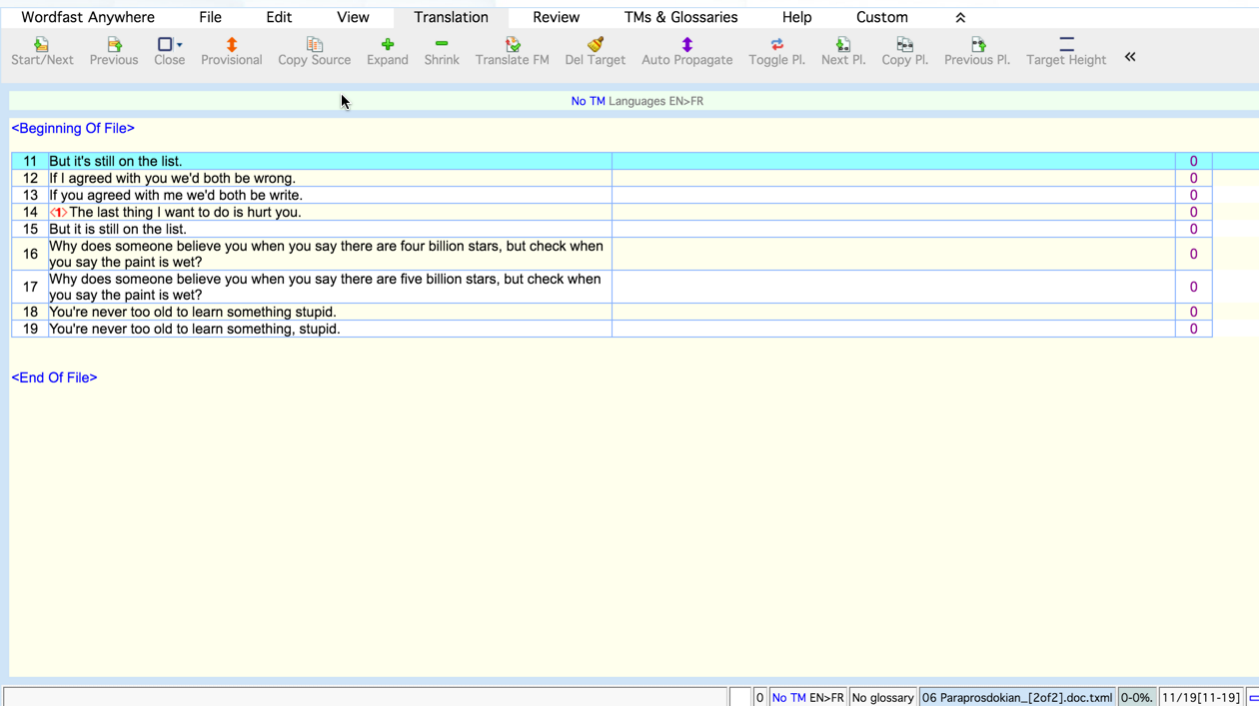 Wordfast Anywhere File Edit View Translation Review TMs & Glossaries Help Custom
Start/Next Previous Close Provisional Copy Source Expand Shrink Translate FM Del Target Auto Propagate Toggle Pl. Next Pl. Copy Pl. Previous Pl. Target Height
No TM Languages EN>FR
<Beginning Of File>
11 But it's still on the list. 0
12 If I agreed with you we'd both be wrong. 0
13 If you agreed with me we'd both be write. 0
14 <1> The last thing I want to do is hurt you. 0
15 But it is still on the list. 0
16 Why does someone believe you when you say there are four billion stars, but check when
you say the paint is wet? 0
17 Why does someone believe you when you say there are five billion stars, but check when
you say the paint is wet? 0
18 You're never too old to learn something stupid. 0
19 You're never too old to learn something, stupid. 0
<End Of File>
0 No TM EN>FR No glossary 06 Paraprosdokian_[2of2].doc.txml 0-0%. 11/19[11-19]